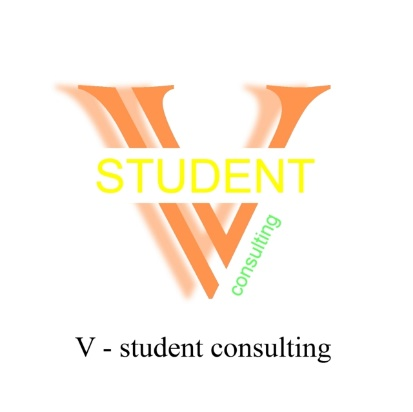 V
STUDENT
consulting
V - student consulting